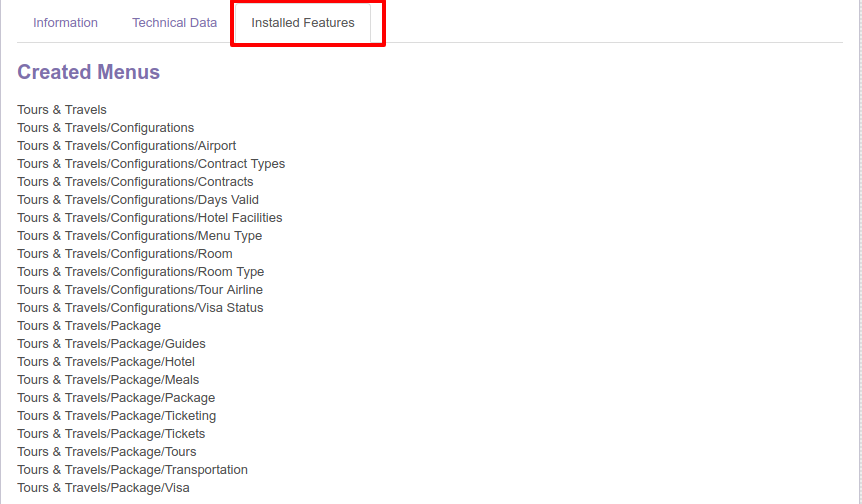 Information Technical Data Installed Features
Created Menus
Tours & Travels
Tours & Travels/Configurations
Tours & Travels/Configurations/Airport
Tours & Travels/Configurations/Contract Types
Tours & Travels/Configurations/Contracts
Tours & Travels/Configurations/Days Valid
Tours & Travels/Configurations/Hotel Facilities
Tours & Travels/Configurations/Menu Type
Tours & Travels/Configurations/Room
Tours & Travels/Configurations/Room Type
Tours & Travels/Configurations/Tour Airline
Tours & Travels/Configurations/Visa Status
Tours & Travels/Package
Tours & Travels/Package/Guides
Tours & Travels/Package/Hotel
Tours & Travels/Package/Meals
Tours & Travels/Package/Package
Tours & Travels/Package/Ticketing
Tours & Travels/Package/Tickets
Tours & Travels/Package/Tours
Tours & Travels/Package/Transportation
Tours & Travels/Package/Visa